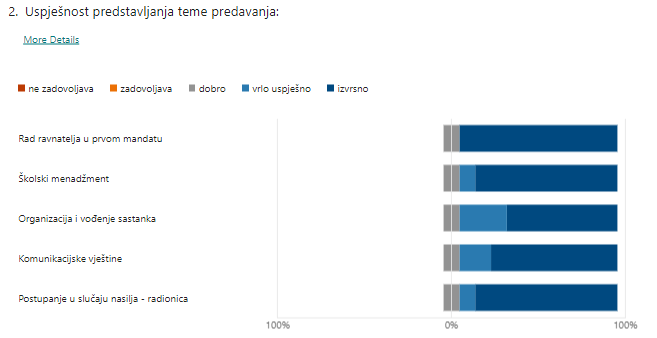 2. Uspješnost predstavljanja teme predavanja:
More Details
ne zadovoljava zadovoljava dobro vrlo uspješno izvrsno
Rad ravnatelja u prvom mandatu
Školski menadžment
Organizacija i vođenje sastanka
Komunikacijske vještine
Postupanje u slučaju nasilja - radionica
100% 0% 100%